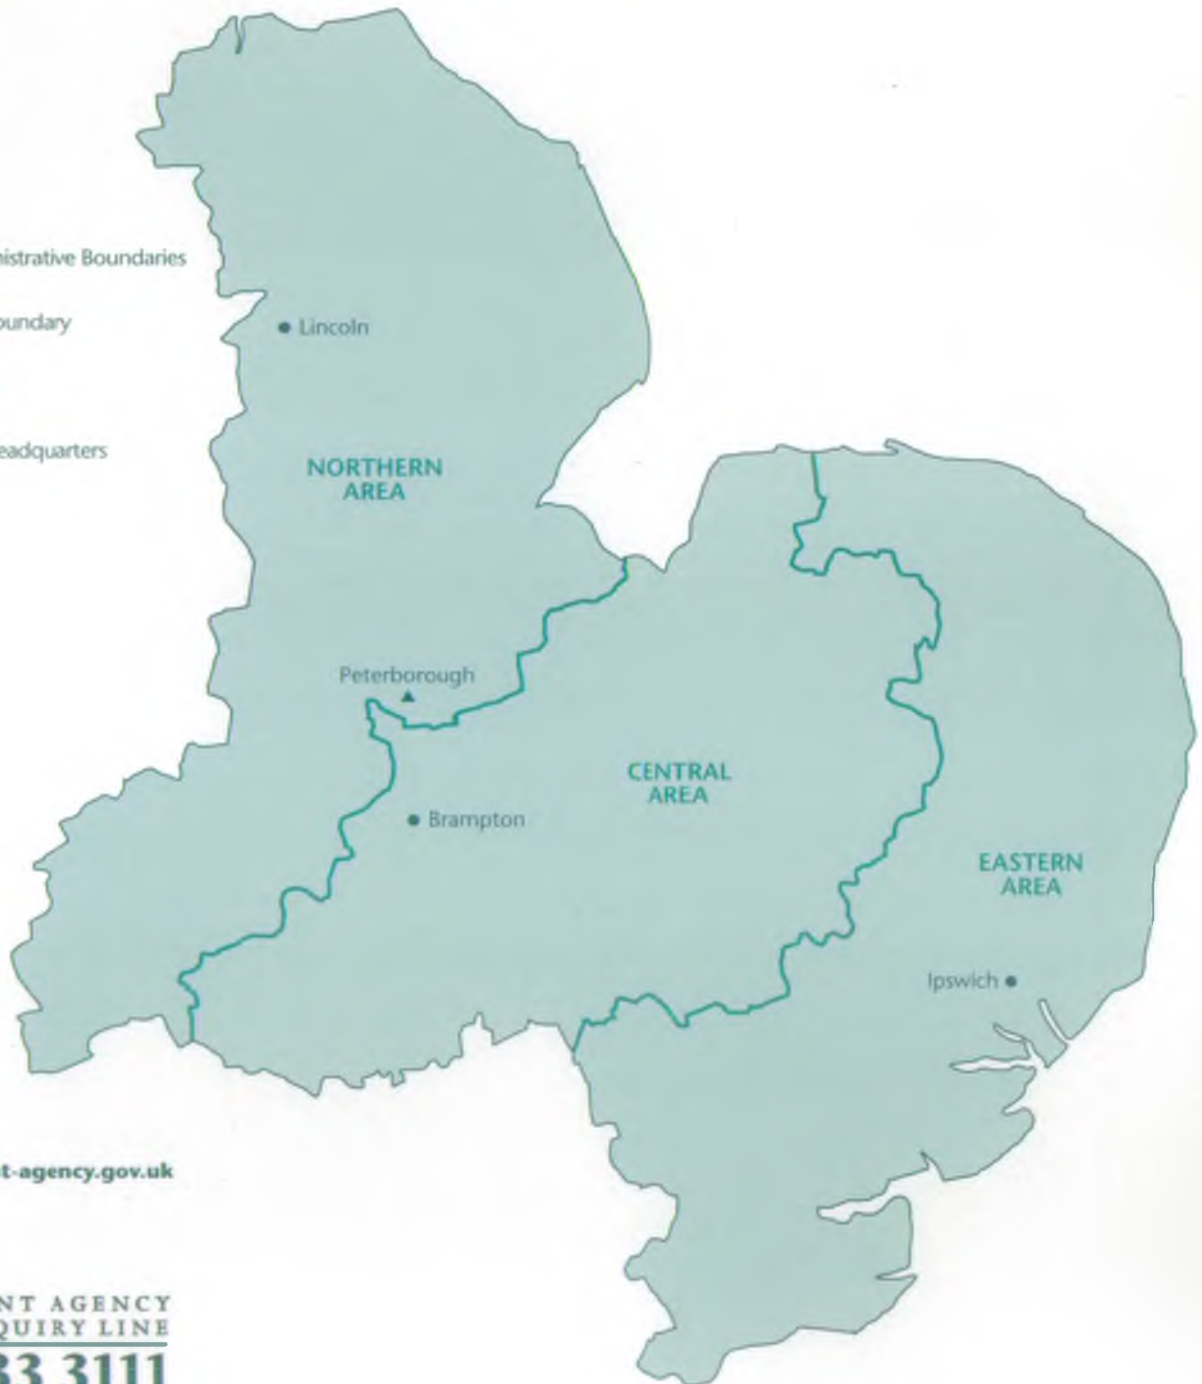 nistrative Boundaries
oundary
Lincoln
eadquarters
NORTHERN
AREA
Peterborough
CENTRAL
AREA
Brampton
EASTERN
AREA
Ipswich
t-agency.gov.uk
NT AGENCY
QUIRY LINE
33 3111